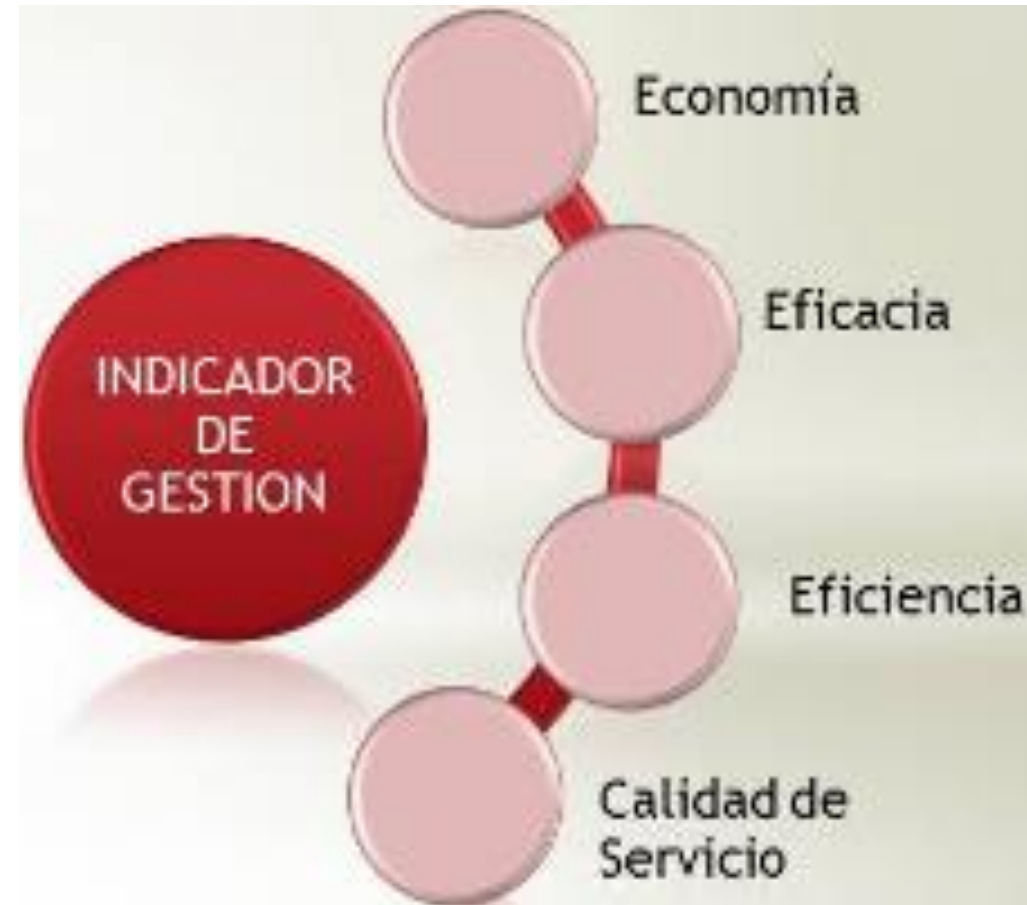 Economía
Eficacia
INDICADOR
DE
GESTION
Eficiencia
Calidad de
Servicio